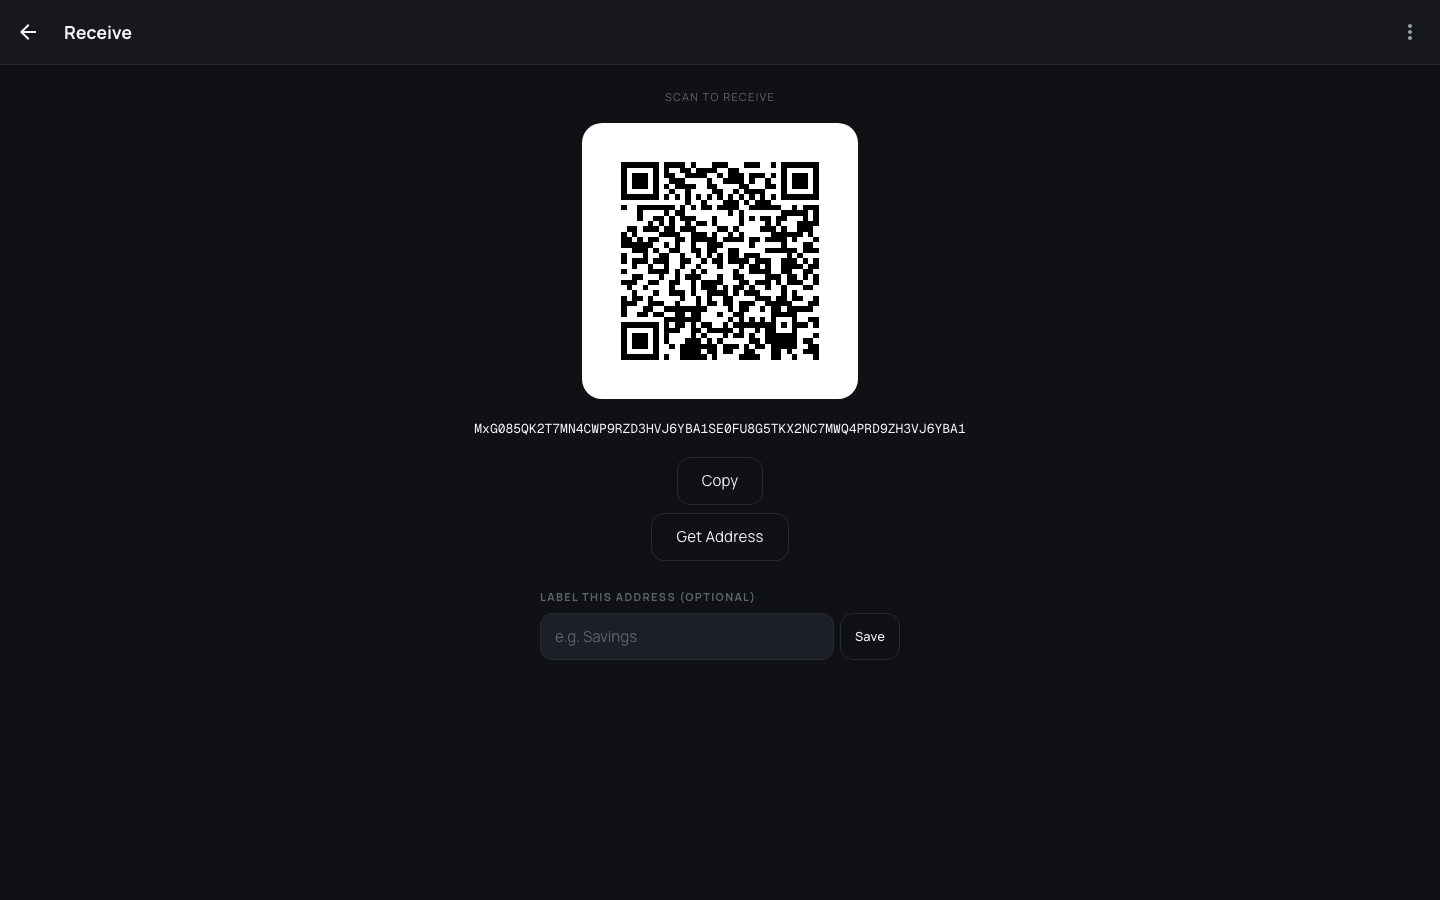 Receive
SCAN TO RECEIVE
MxG085QK2T7MN4CWP9RZD3HVJ6YBA1SE0FU8G5TKX2NC7MWQ4PRD9ZH3VJ6YBA1
Copy
Get Address
LABEL THIS ADDRESS (OPTIONAL)
e.g. Savings
Save